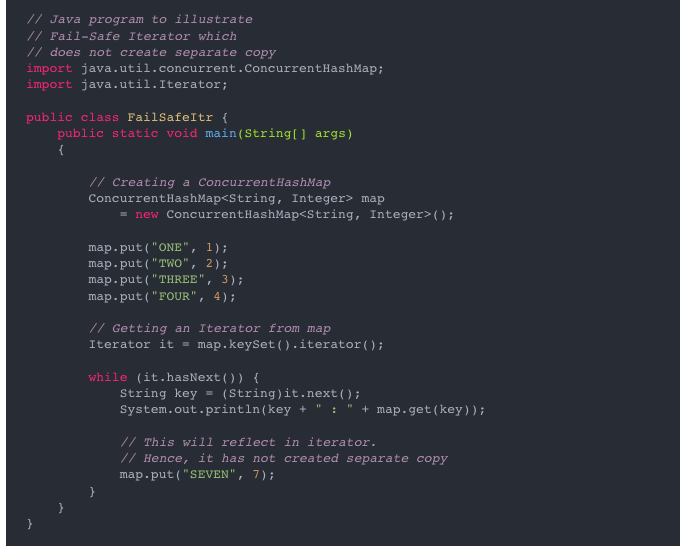 // Java program to illustrate
// Fail-Safe Iterator which
// does not create separate copy
import java.util.concurrent.ConcurrentHashMap;
import java.util.Iterator;
public class FailSafeItr {
public static void main(String[] args)
{
// Creating a ConcurrentHashMap
ConcurrentHashMap<String, Integer> map
= new ConcurrentHashMap<String, Integer>();
map.put("ONE", 1);
map.put("TWO", 2);
map.put("THREE", 3);
map.put("FOUR", 4);
// Getting an Iterator from map
Iterator it = map.keySet().iterator();
while (it.hasNext()) {
String key = (String)it.next();
System.out.println(key + " : " + map.get(key));
// This will reflect in iterator.
// Hence, it has not created separate copy
map.put("SEVEN", 7);
}
}
}